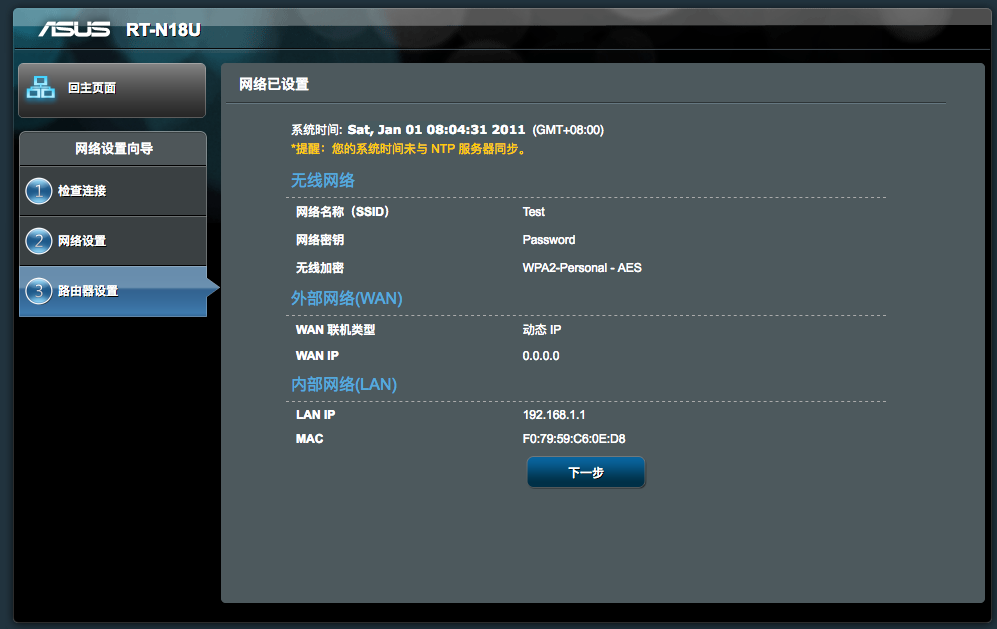 ASUS RT-N18U
回主页面
网络设置向导
1 检查连接
2 网络设置
3 路由器设置
网络已设置
系统时间: Sat, Jan 01 08:04:31 2011 (GMT+08:00)
*提醒：您的系统时间未与 NTP 服务器同步。
无线网络
网络名称（SSID） Test
网络密钥 Password
无线加密 WPA2-Personal - AES
外部网络(WAN)
WAN 联机类型 动态 IP
WAN IP 0.0.0.0
内部网络(LAN)
LAN IP 192.168.1.1
MAC F0:79:59:C6:0E:D8
下一步